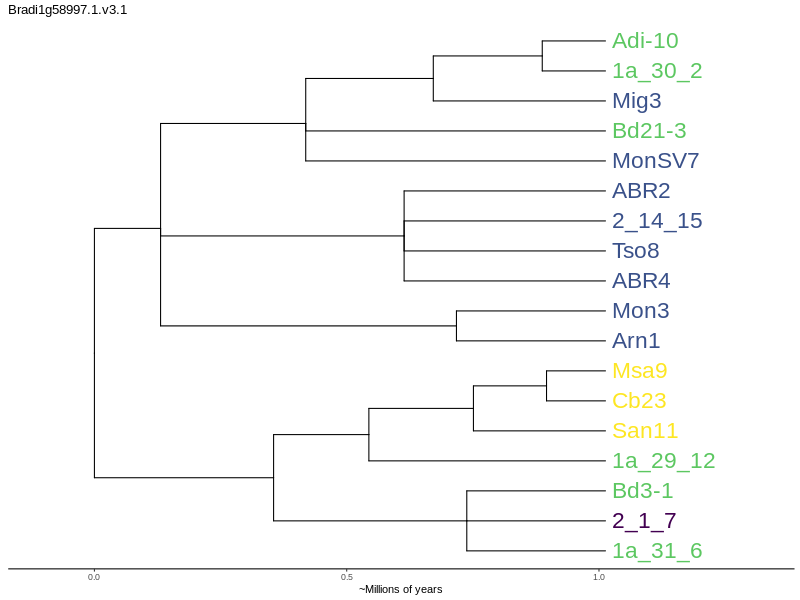 Bradi1g58997.1.v3.1
Adi-10
1a_30_2
Mig3
Bd21-3
MonSV7
ABR2
2_14_15
Tso8
ABR4
Mon3
Arn1
Msa9
Cb23
San11
1a_29_12
Bd3-1
2_1_7
1a_31_6
0.0 0.5 1.0
~Millions of years